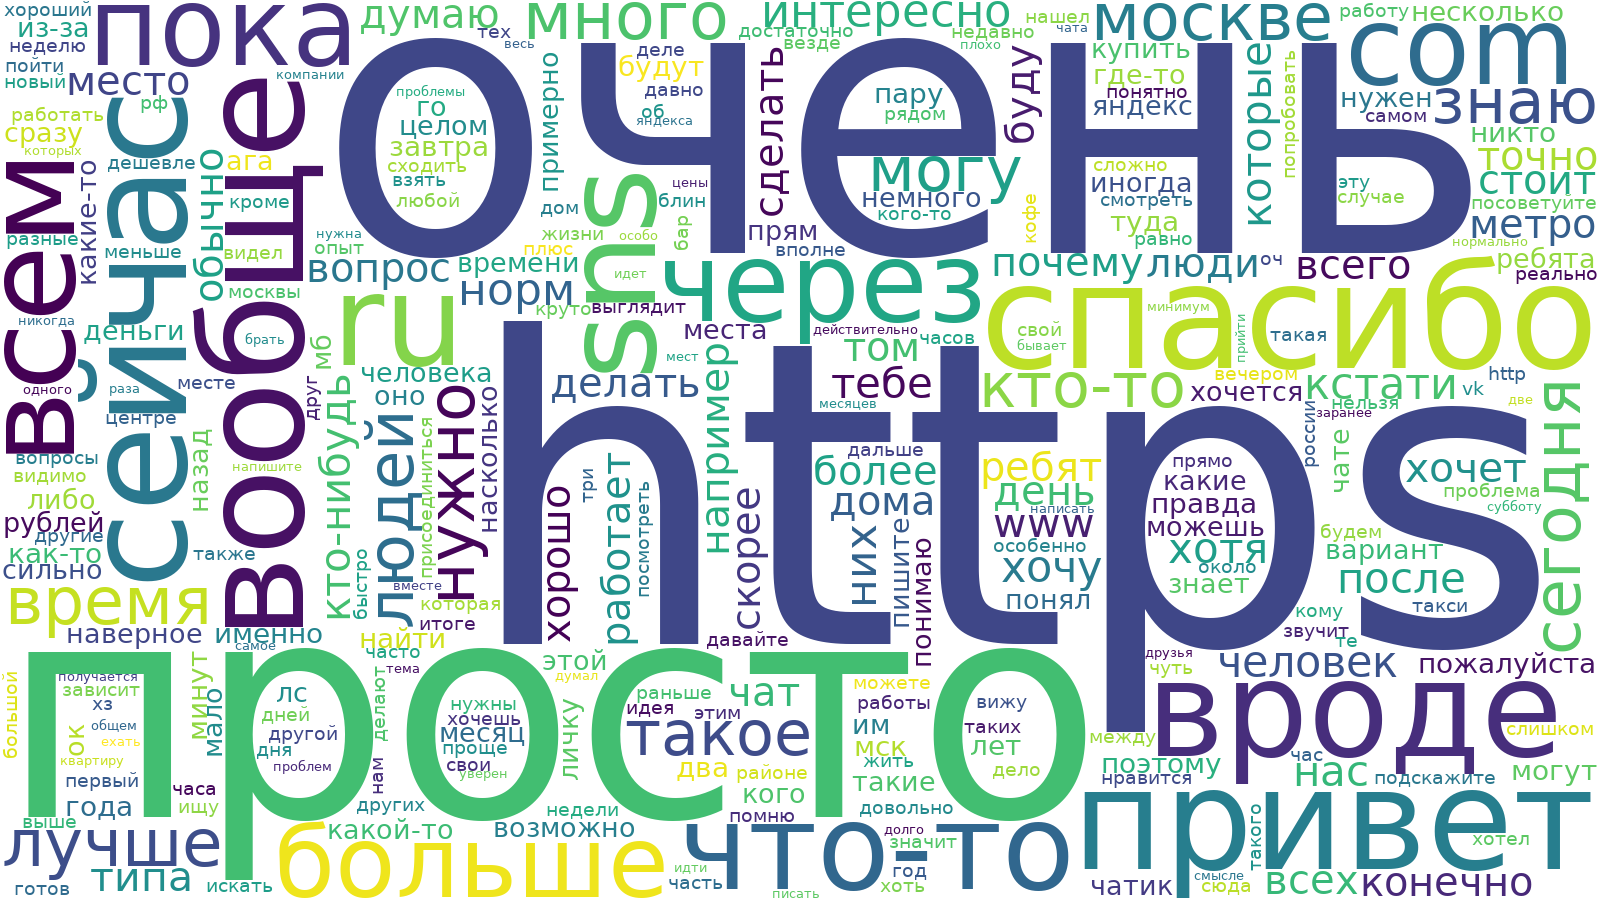 хороший
из-за
неделю
пойти
новый
пока
думаю
тех
весь
много
интересно
достаточно
везде
недавно
плохо
нашел
чата
москве
работу
несколько
com
место
компании
очень
деле
будут
давно
об
яндекса
купить
где-то
понятно
яндекс
нужен
самом
знаю
никто
точно
стоит
посоветуйте
метро
нормально
ребята
реально
работать
сразу
которых
рф
дешевле
ага
кроме
видел
москвы
проблемы
го
целом
завтра
сходить
взять
любой
примерно
sms
сделать
пару
рядом
могу
немного
кого-то
буду
сложно
иногда
смотреть
туда
равно
которые
попробовать
эту
случае
всем
какие-то
сейчас
обычно
вообще
разные
меньше
нужна
опыт
дом
жизни
плюс
особо
цены
блин
бар
прям
вполне
кофе
вопрос
времени
норм
идет
круто
выглядит
через
почему
люди
оч
всего
спасибо
минимум
никогда
деньги
брать
мб
ru
места
действительно
часов
том
свой
бывает
прийти
такая
одного
раза
месте
центре
друг
человека
оно
делать
мест
например
тебе
месяцев
кто-то
вечером
хочется
кстати
vk
http
нельзя
две
заранее
россии
сегодня
вопросы
видимо
либо
рублей
другие
как-то
сильно
назад
напишите
также
кто-нибудь
быстро
людей
присоединиться
нужно
насколько
https
хорошо
три
работает
посмотреть
скорее
дальше
более
дома
них
пишите
понимаю
ребят
день
написать
www
особенно
хочу
понял
прямо
какие
правда
можешь
хотя
около
знает
чате
хочет
проблема
субботу
будем
вариант
после
такси
кому
звучит
те
время
наверное
именно
самое
вместе
которая
итоге
найти
часто
тема
давайте
друзья
чуть
человек
пожалуйста
большой
получается
зависит
хз
ок
общем
ехать
квартиру
первый
года
выше
минут
мало
просто
лс
дней
другой
дня
проблем
делают
нам
других
нужны
хочешь
месяц
проще
свои
уверен
этой
думал
личку
раньше
идея
этим
чат
такое
два
районе
кого
помню
можете
работы
им
мск
жить
такие
довольно
вижу
таких
лет
дело
между
поэтому
нравится
вроде
слишком
час
нас
подскажите
могут
часа
ищу
лучше
готов
типа
искать
больше
какой-то
недели
возможно
идти
часть
что-то
долго
значит
год
хоть
писать
привет
такого
хотел
чатик
смысле
сюда
всех
конечно